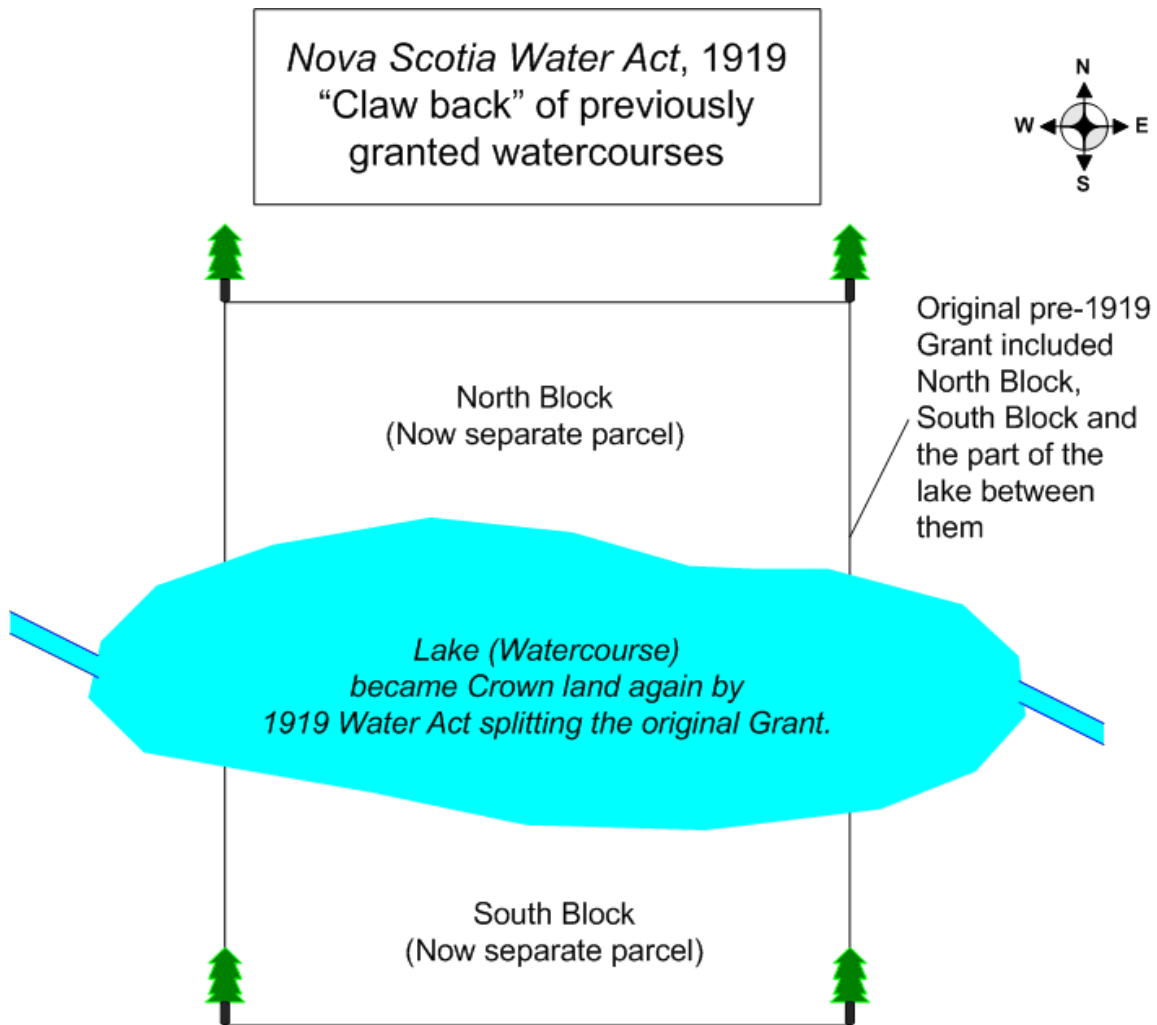 Nova Scotia Water Act, 1919
“Claw back” of previously
granted watercourses
N
W
E
S
Original pre-1919
Grant included
North Block,
South Block and
the part of the
lake between
them
North Block
(Now separate parcel)
Lake (Watercourse)
became Crown land again by
1919 Water Act splitting the original Grant.
South Block
(Now separate parcel)